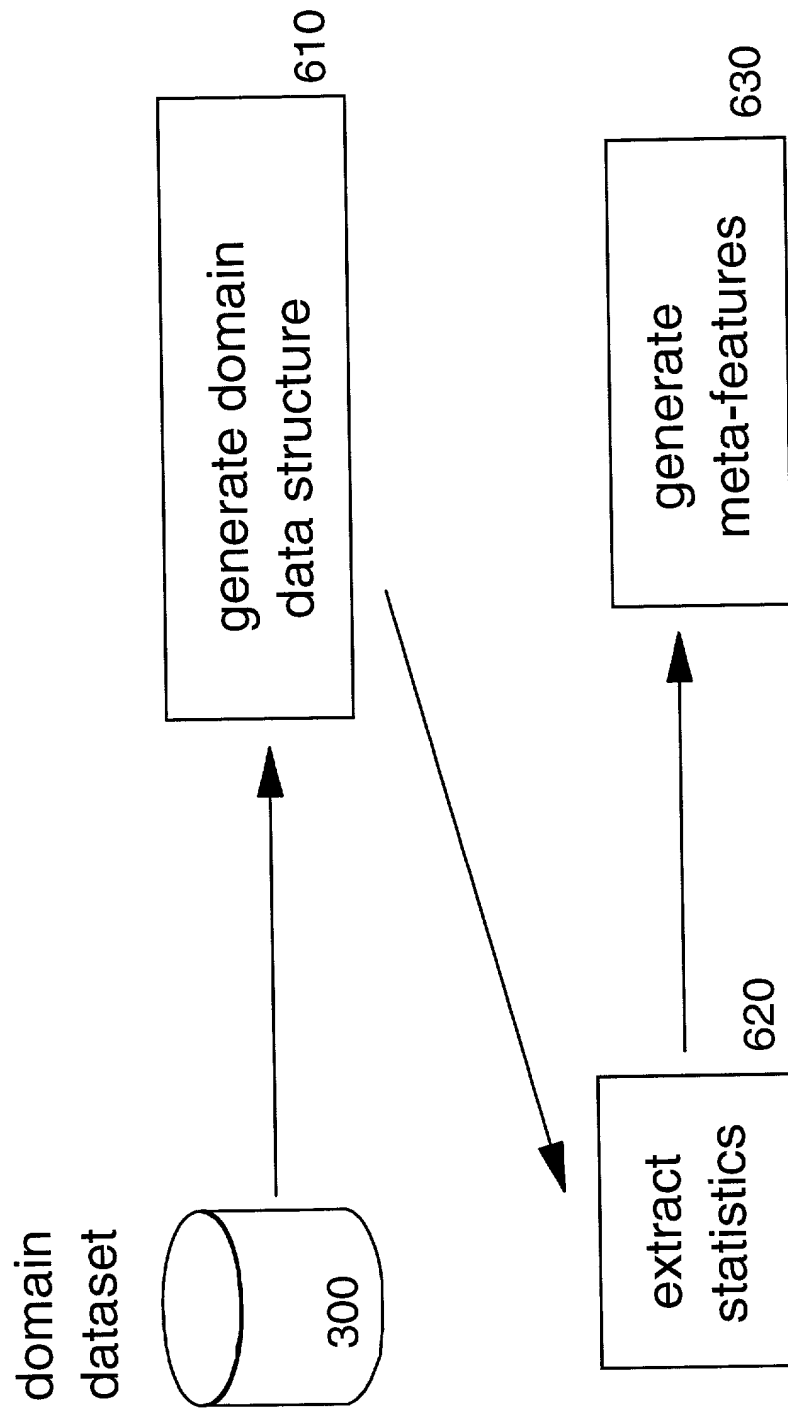 domain
dataset
300
generate domain
data structure
610
extract
statistics
620
generate
meta-features
630